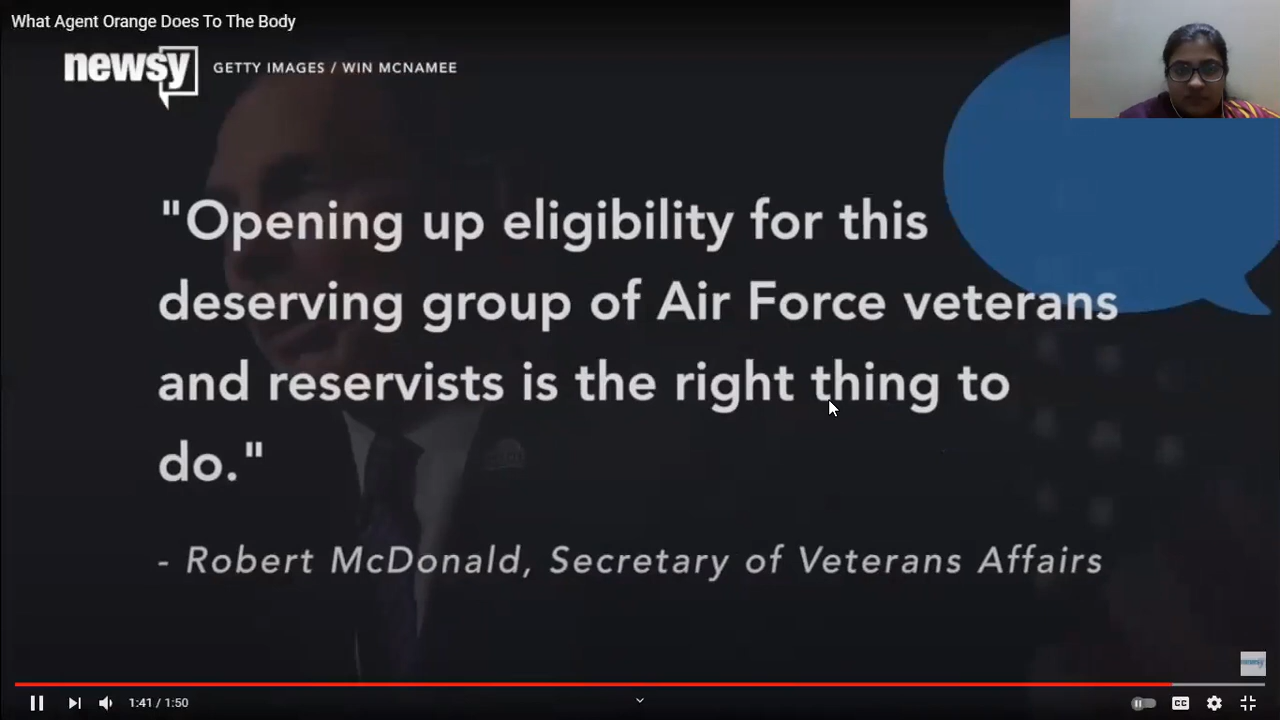 What Agent Orange Does To The Body
newsy
GETTY IMAGES / WIN MCNAMEE
"Opening up eligibility for this
deserving group of Air Force veterans
and reservists is the right thing to
do."
- Robert McDonald, Secretary of Veterans Affairs
newsy
1:41 / 1:50
CC